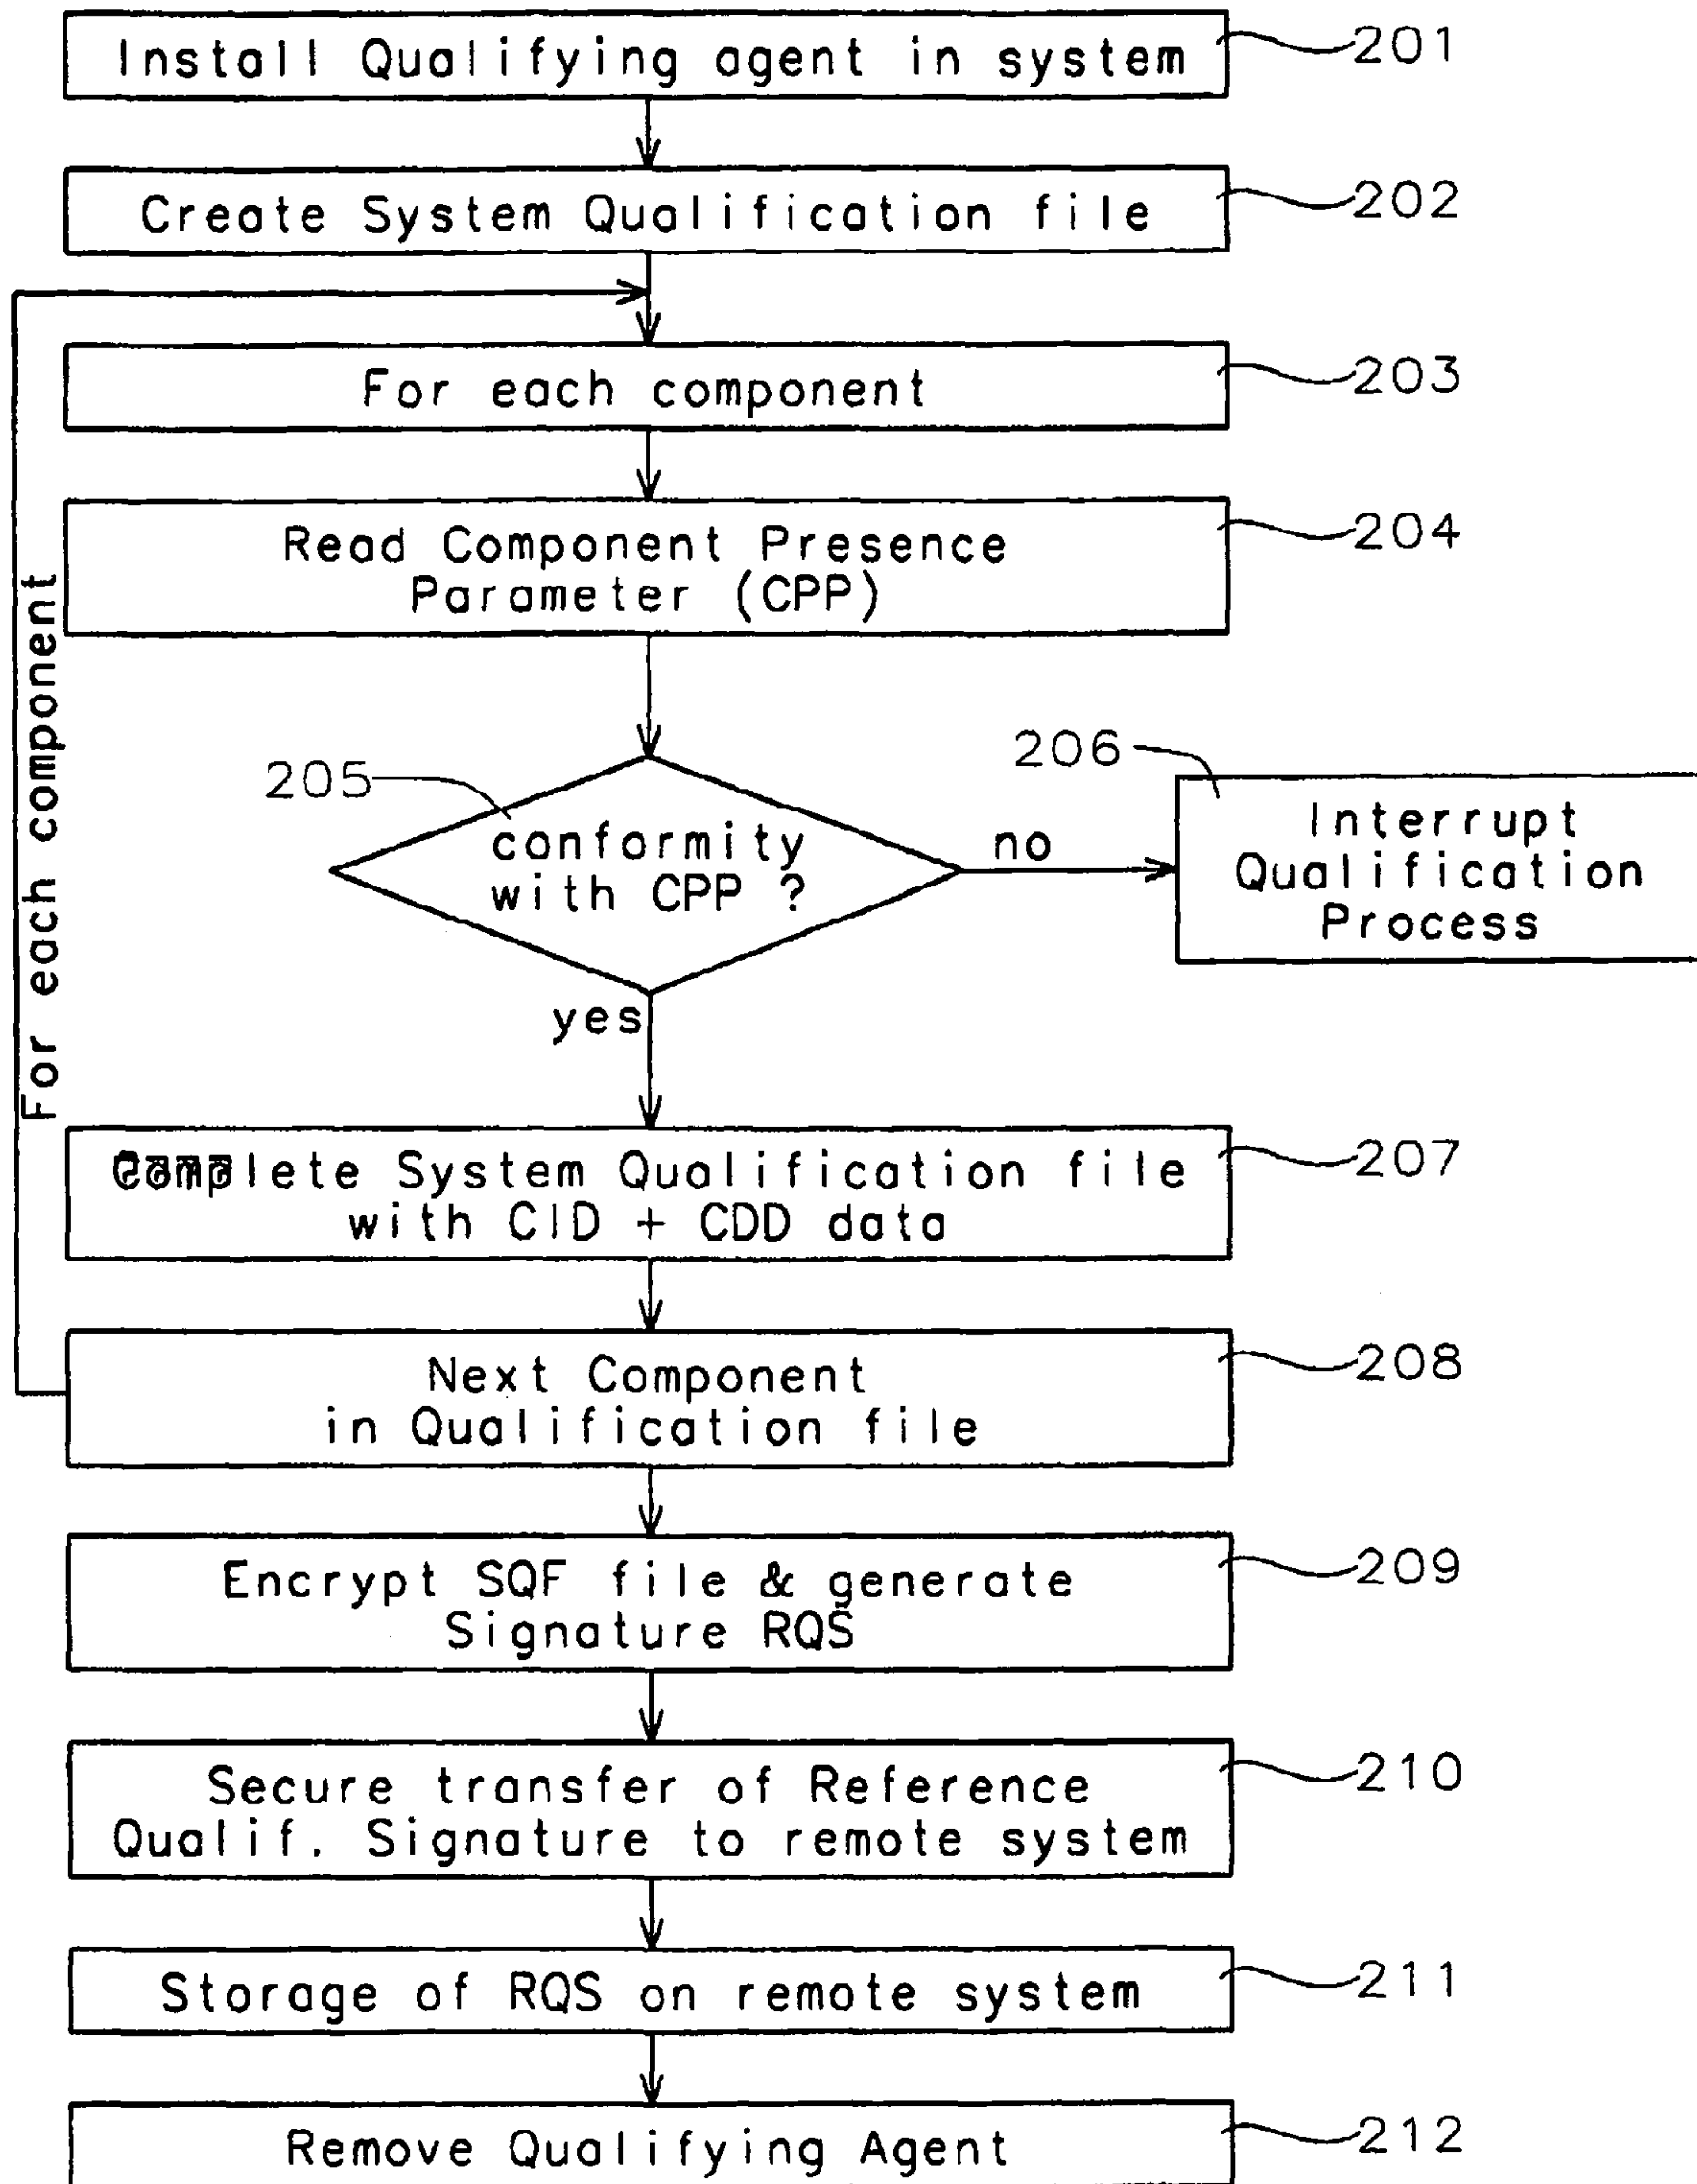 Install Qualifying agent in system
201
Create System Qualification file
202
For each component
203
Read Component Presence
Parameter (CPP)
204
For each component
205
conformity
with CPP ?
no
206
Interrupt
Qualification
Process
yes
Complete System Qualification file
with CID + CDD data
207
Next Component
in Qualification file
208
Encrypt SQF file & generate
Signature RQS
209
Secure transfer of Reference
Qualif. Signature to remote system
210
Storage of RQS on remote system
211
Remove Qualifying Agent
212